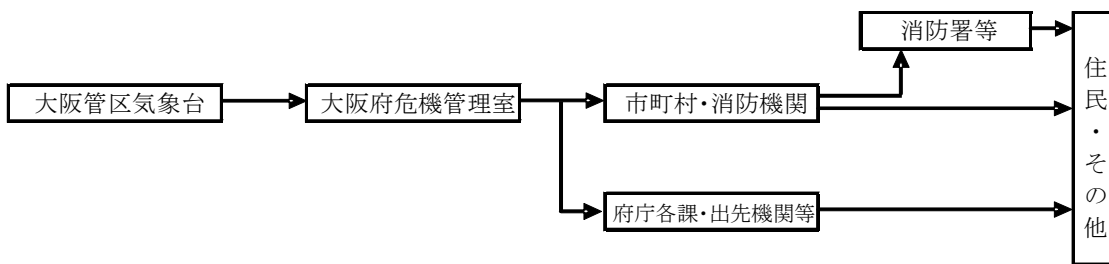 消防署等
大阪管区気象台
大阪府危機管理室
市町村・消防機関
府庁各課・出先機関等
住民・その他